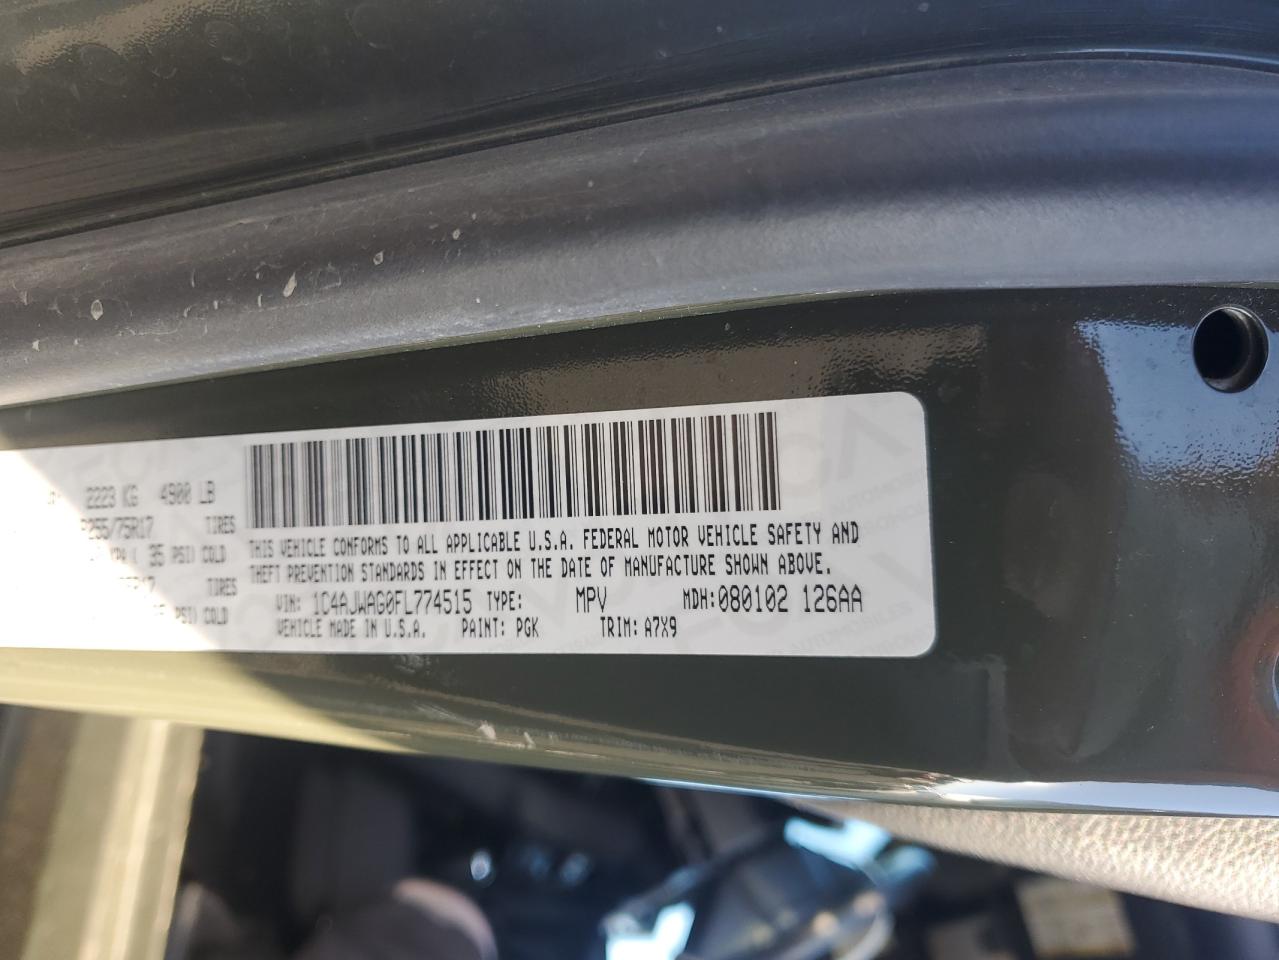 2223 KG 4900 LB
255/75R17 TIRES
KPA ( 35 PSI) COLD
TIRES
PSI) COLD
THIS VEHICLE CONFORMS TO ALL APPLICABLE U.S.A. FEDERAL MOTOR VEHICLE SAFETY AND
THEFT PREVENTION STANDARDS IN EFFECT ON THE DATE OF MANUFACTURE SHOWN ABOVE.
VIN: 1C4AJWAG0FL774515 TYPE: MPV MDH:080102 126AA
VEHICLE MADE IN U.S.A. PAINT: PGK TRIM: A7X9